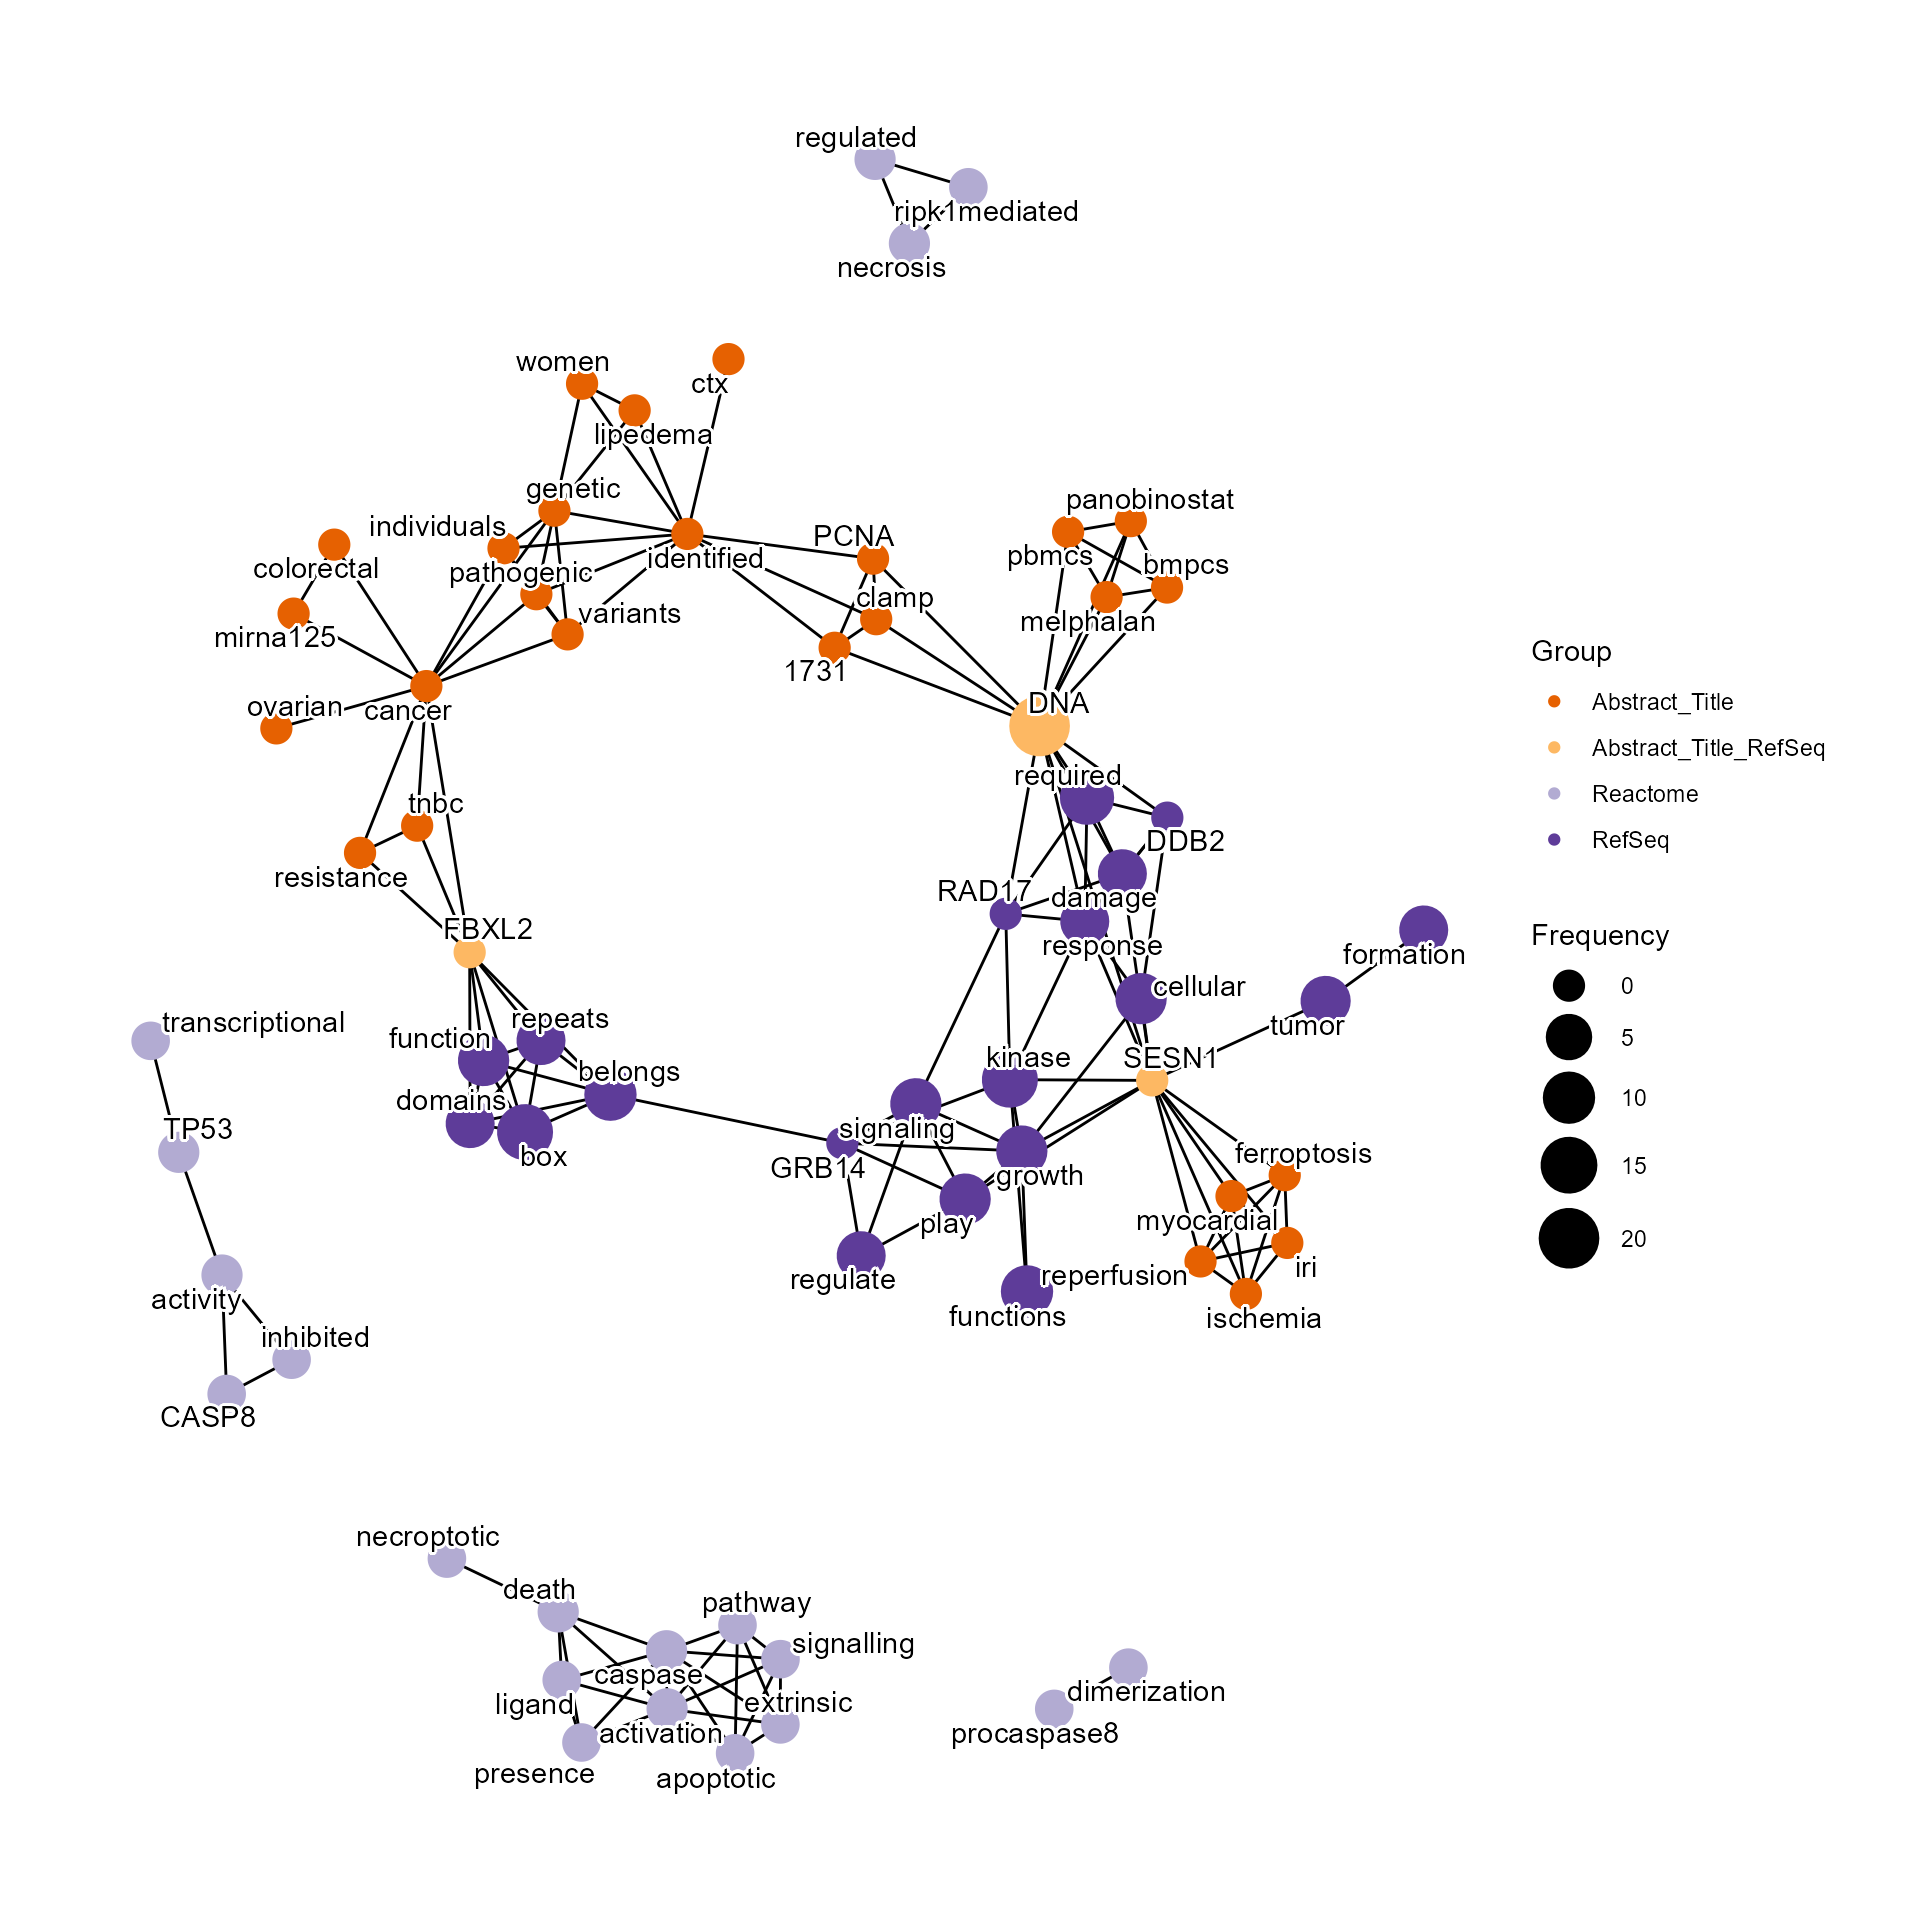 regulated
ripk1mediated
necrosis
women
ctx
lipedema
genetic
individuals
PCNA
panobinostat
colorectal
pathogenic
identified
pbmcs
bmpcs
clamp
mirna125
variants
melphalan
1731
ovarian
cancer
DNA
required
tnbc
DDB2
resistance
RAD17
damage
FBXL2
response
formation
cellular
transcriptional
function
repeats
tumor
kinase
SESN1
belongs
domains
TP53
signaling
box
GRB14
growth
ferroptosis
play
myocardial
regulate
reperfusion
iri
functions
ischemia
activity
inhibited
CASP8
necroptotic
death
pathway
signalling
caspase
ligand
extrinsic
activation
presence
apoptotic
dimerization
procaspase8
Group
Abstract_Title
Abstract_Title_RefSeq
Reactome
RefSeq
Frequency
0
5
10
15
20